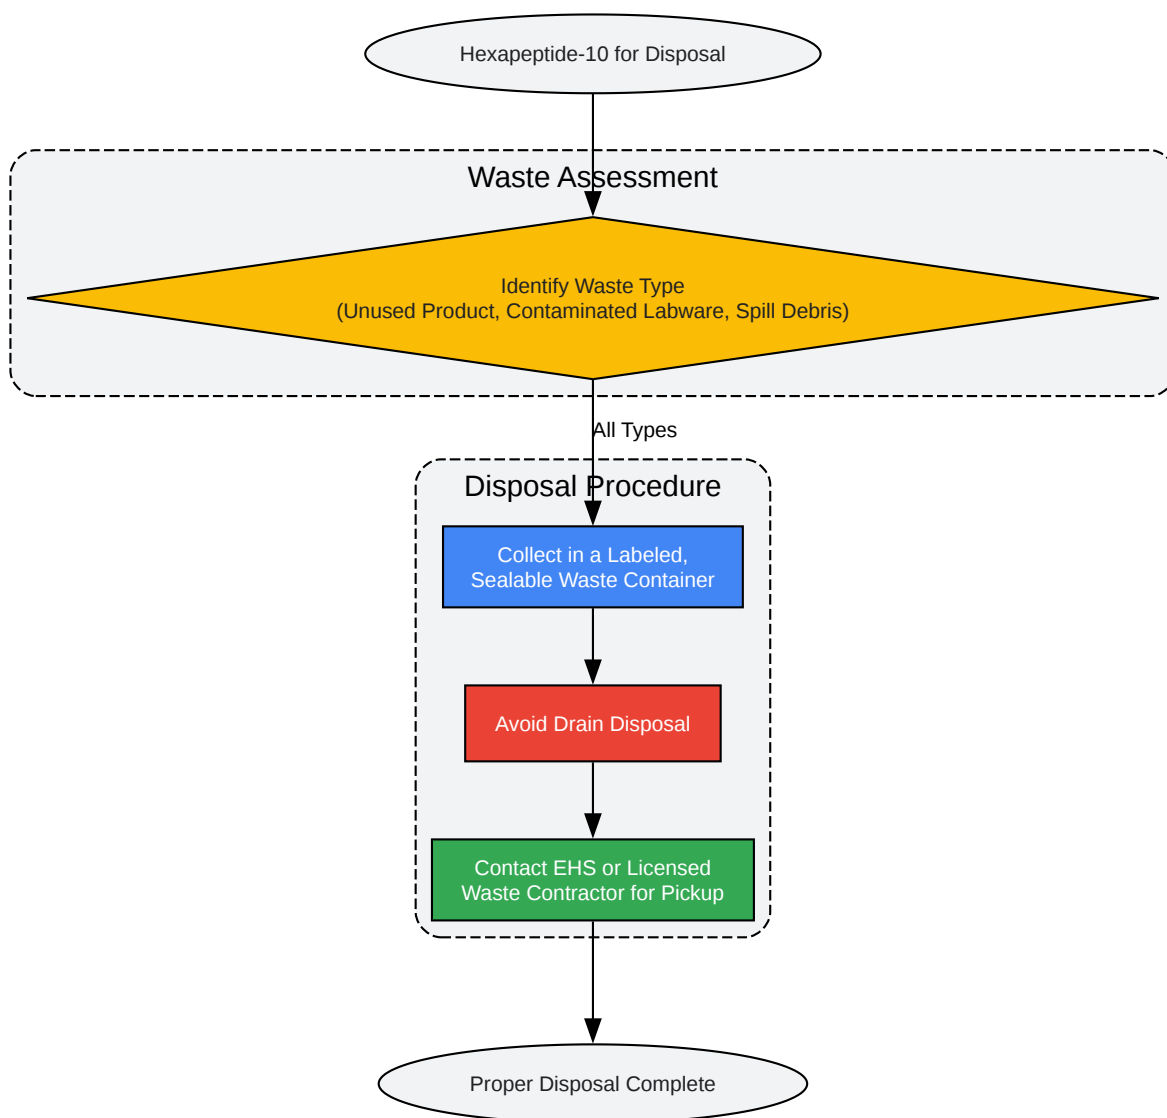 Hexapeptide-10 for Disposal
Waste Assessment
Identify Waste Type
(Unused Product, Contaminated Labware, Spill Debris)
All Types
Disposal Procedure
Collect in a Labeled,
Sealable Waste Container
Avoid Drain Disposal
Contact EHS or Licensed
Waste Contractor for Pickup
Proper Disposal Complete